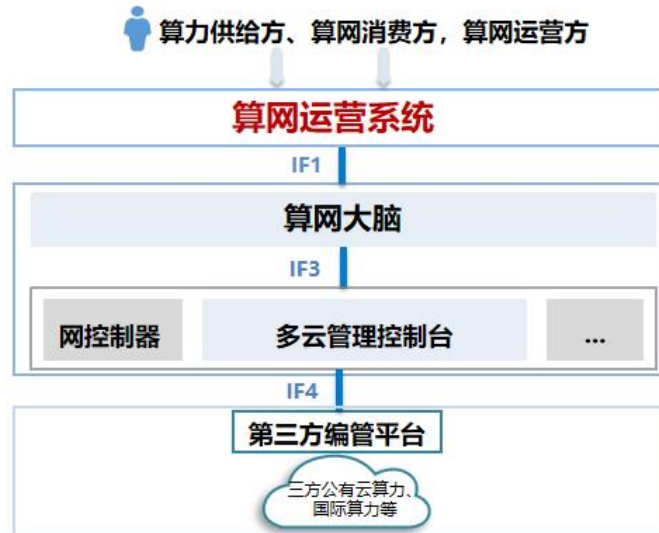 算力供给方、算网消费方，算网运营方
算网运营系统
IF1
算网大脑
IF3
网控制器
多云管理控制台
...
IF4
第三方编管平台
三方公有云算力、
国际算力等